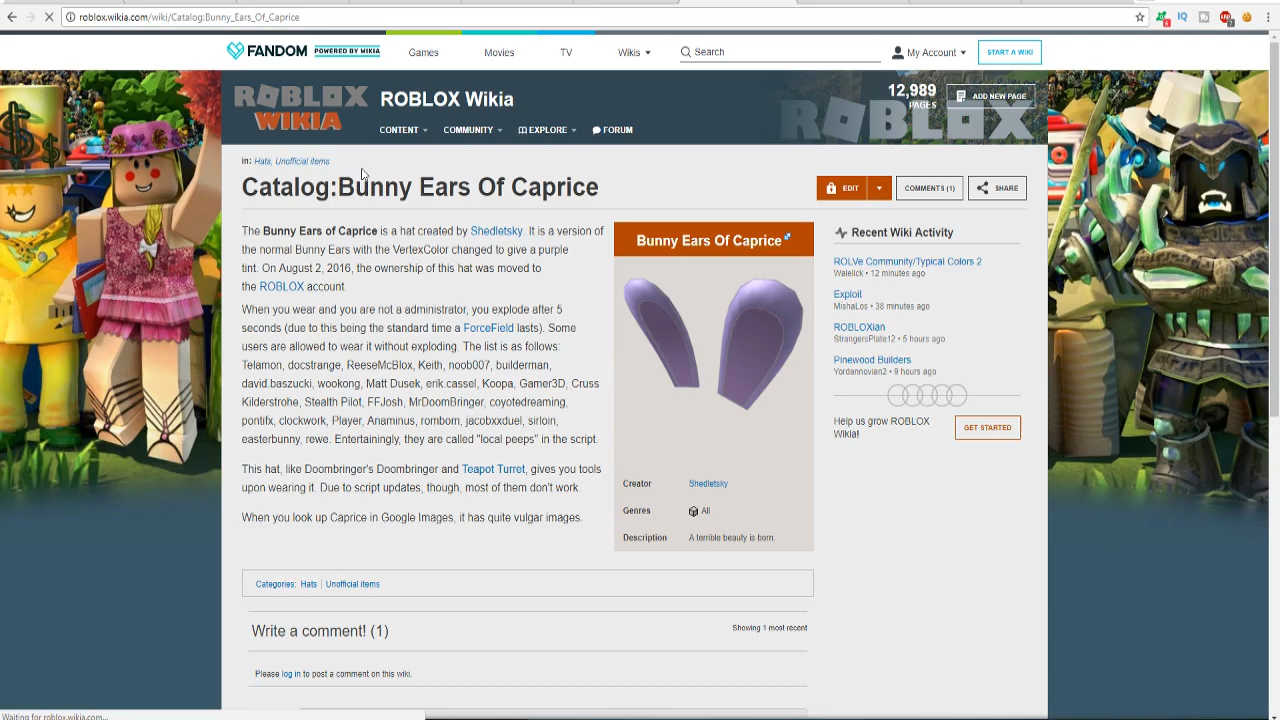 roblox.wikia.com/wiki/Catalog:Bunny_Ears_Of_Caprice
FANDOM POWERED BY WIKIA
Games
Movies
TV
Wikis
Search
My Account
START A WIKI
ROBLOX WIKIA
ROBLOX Wikia
12,989 PAGES
ADD NEW PAGE
ROBLOX
CONTENT
COMMUNITY
EXPLORE
FORUM
in: Hats, Unofficial items
Catalog:Bunny Ears Of Caprice
EDIT
COMMENTS (1)
SHARE
The Bunny Ears of Caprice is a hat created by Shedletsky. It is a version of
the normal Bunny Ears with the VertexColor changed to give a purple
tint. On August 2, 2016, the ownership of this hat was moved to
the ROBLOX account.
When you wear and you are not a administrator, you explode after 5
seconds (due to this being the standard time a ForceField lasts). Some
users are allowed to wear it without exploding. The list is as follows:
Telamon, docstrange, ReeseMcBlox, Keith, noob007, builderman,
david.baszucki, wookong, Matt Dusek, erik.cassel, Koopa, Gamer3D, Cruss
Kilderstrohe, Stealth Pilot, FFJosh, MrDoomBringer, coyotedreaming,
pontifx, clockwork, Player, Anaminus, rombom, jacobxxduel, sirloin,
easterbunny, rewe. Entertaingly, they are called "local peeps" in the script.
This hat, like Doombringer's Doombringer and Teapot Turret, gives you tools
upon wearing it. Due to script updates, though, most of them don't work.
When you look up Caprice in Google Images, it has quite vulgar images.
Bunny Ears Of Caprice
Creator Shedletsky
Genres All
Description A terrible beauty is born.
Recent Wiki Activity
ROLVe Community/Typical Colors 2
Walelick • 12 minutes ago
Exploit
MishaLos • 38 minutes ago
ROBLOXian
StrangersPlate12 • 5 hours ago
Pinewood Builders
Yordannovian2 • 9 hours ago
Help us grow ROBLOX
Wikia!
GET STARTED
Categories: Hats Unofficial items
Write a comment! (1)
Showing 1 most recent
Please log in to post a comment on this wiki.
Waiting for roblox.wikia.com...